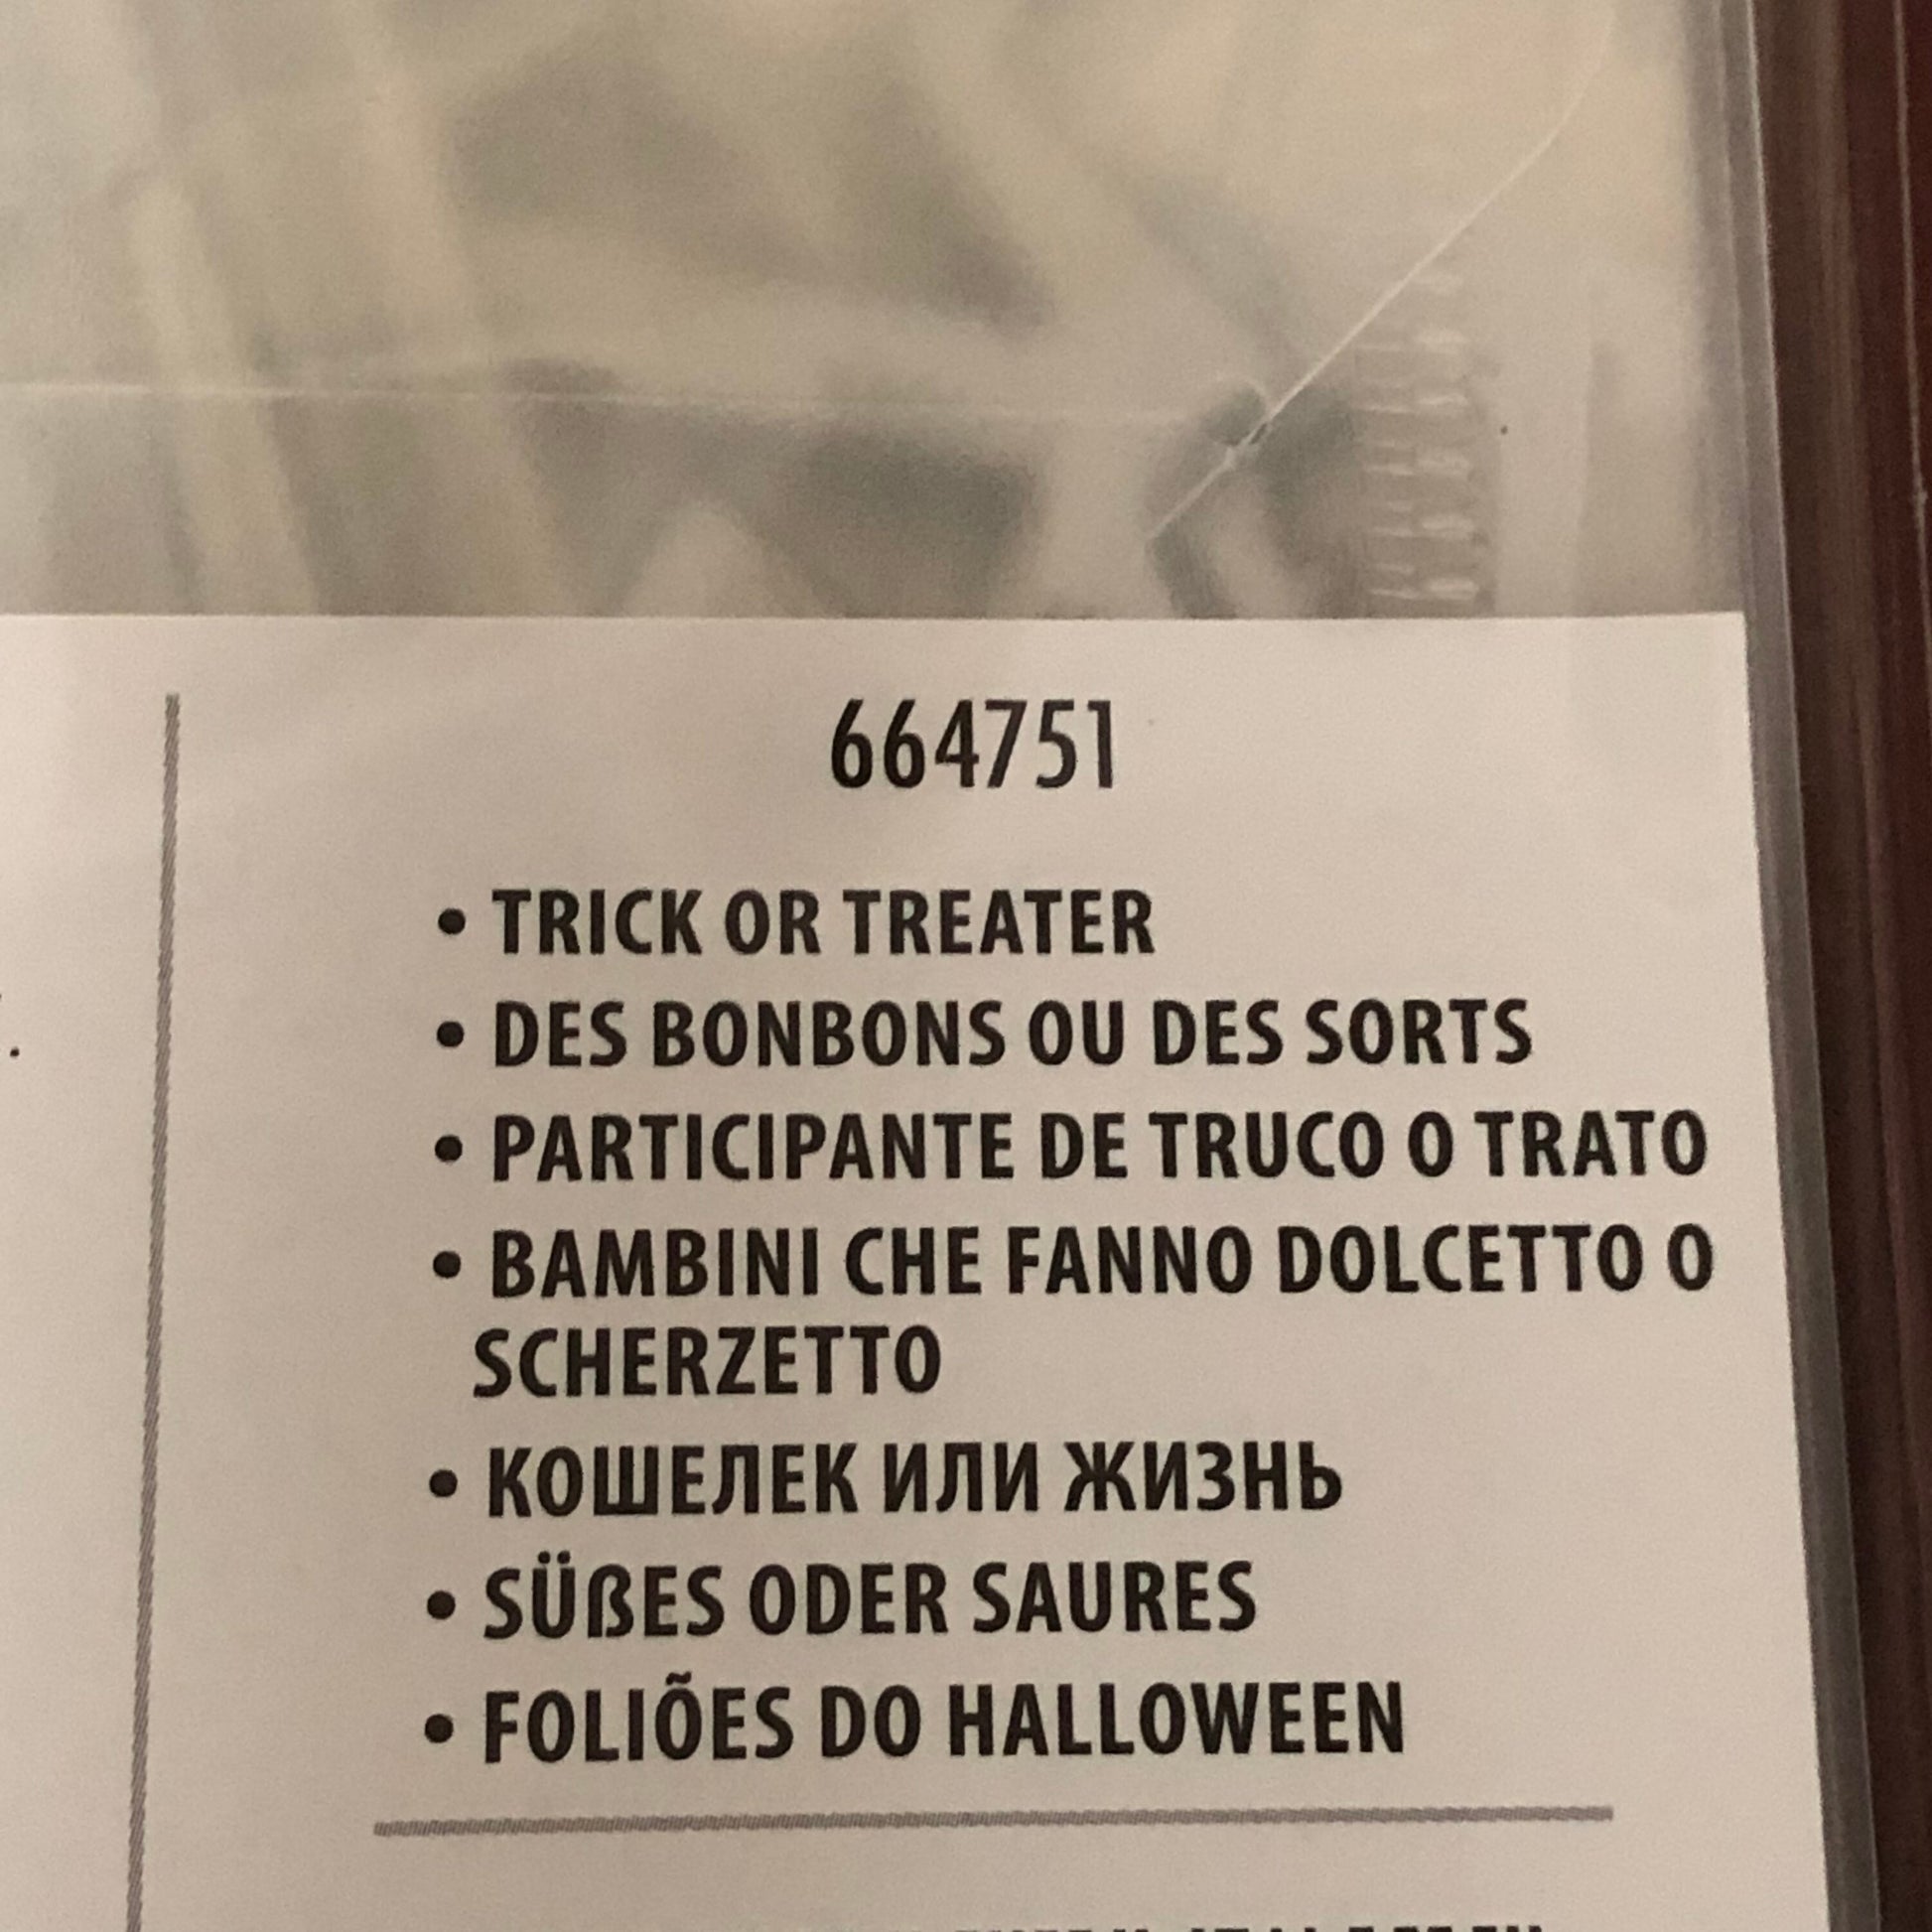 664751
• TRICK OR TREATER
• DES BONBONS OU DES SORTS
• PARTICIPANTE DE TRUCO O TRATO
• BAMBINI CHE FANNO DOLCETTO O
SCHERZETTO
• КОШЕЛЕК ИЛИ ЖИЗНЬ
• SÜßES ODER SAURES
• FOLIÕES DO HALLOWEEN